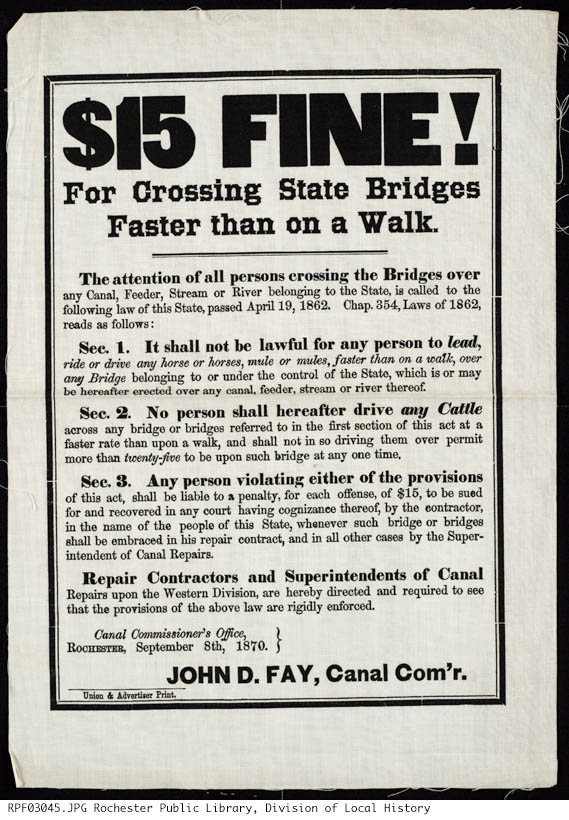 $15 FINE!
For Crossing State Bridges
Faster than on a Walk.
The attention of all persons crossing the Bridges over
any Canal, Feeder, Stream or River belonging to the State, is called to the
following law of this State, passed April 19, 1862. Chap. 354, Laws of 1862,
reads as follows:
Sec. 1. It shall not be lawful for any person to lead,
ride or drive any horse or horses, mule or mules, faster than on a walk, over
any Bridge belonging to or under the control of the State, which is or may
be hereafter erected over any canal, feeder, stream or river thereof.
Sec. 2. No person shall hereafter drive any Cattle
across any bridge or bridges referred to in the first section of this act at a
faster rate than upon a walk, and shall not in so driving them over permit
more than twenty-five to be upon such bridge at any one time.
Sec. 3. Any person violating either of the provisions
of this act, shall be liable to a penalty, for each offense, of $15, to be sued
for and recovered in any court having cognizance thereof, by the contractor,
in the name of the people of this State, whenever such bridge or bridges
shall be embraced in his repair contract, and in all other cases by the Super-
intendent of Canal Repairs.
Repair Contractors and Superintendents of Canal
Repairs upon the Western Division, are hereby directed and required to see
that the provisions of the above law are rigidly enforced.
Canal Commissioner's Office, }
ROCHESTER, September 8th, 1870. }
JOHN D. FAY, Canal Com'r.
Union & Advertiser Print.
RPF03045.JPG Rochester Public Library, Division of Local History